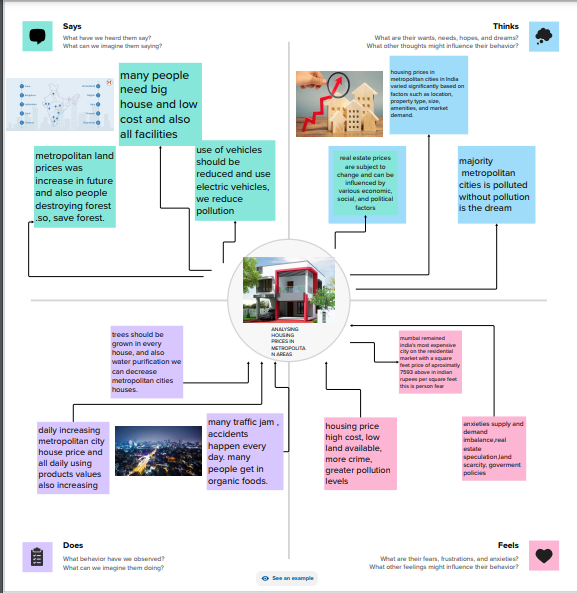 Says
What have we heard them say?
What can we imagine them saying?
Thinks
What are their wants, needs, hopes, and dreams?
What other thoughts might influence their behavior?
many people
need big
house and low
cost and also
all facilities
metropolitan land
prices was
increase in future
and also people
destroying forest
.so, save forest.
use of vehicles
should be
reduced and use
electric vehicles,
we reduce
pollution
housing prices in
metropolitan cities in India
varied significantly based on
factors such as location,
property type, size,
amenities, and market
demand.
real estate prices
are subject to
change and can be
influenced by
various economic,
social, and political
factors
majority
metropolitan
cities is polluted
without pollution
is the dream
ANALYSING
HOUSING
PRICES IN
METROPOLITA
N AREAS
trees should be
grown in every
house, and also
water purification we
can decrease
metropolitan cities
houses.
daily increasing
metropolitan city
house price and
all daily using
products values
also increasing
many traffic jam ,
accidents
happen every
day. many
people get in
organic foods.
housing price
high cost, low
land available,
more crime,
greater pollution
levels
mumbai remained
india's most expensive
city on the residential
market with a square
feet price of aproximatly
7593 above in indian
rupees per square feet
this is person fear
anxieties supply and
demand
imbalance,real
estate
speculation,land
scarcity, goverment
policies
Does
What behavior have we observed?
What can we imagine them doing?
Feels
What are their fears, frustrations, and anxieties?
What other feelings might influence their behavior?
See an example